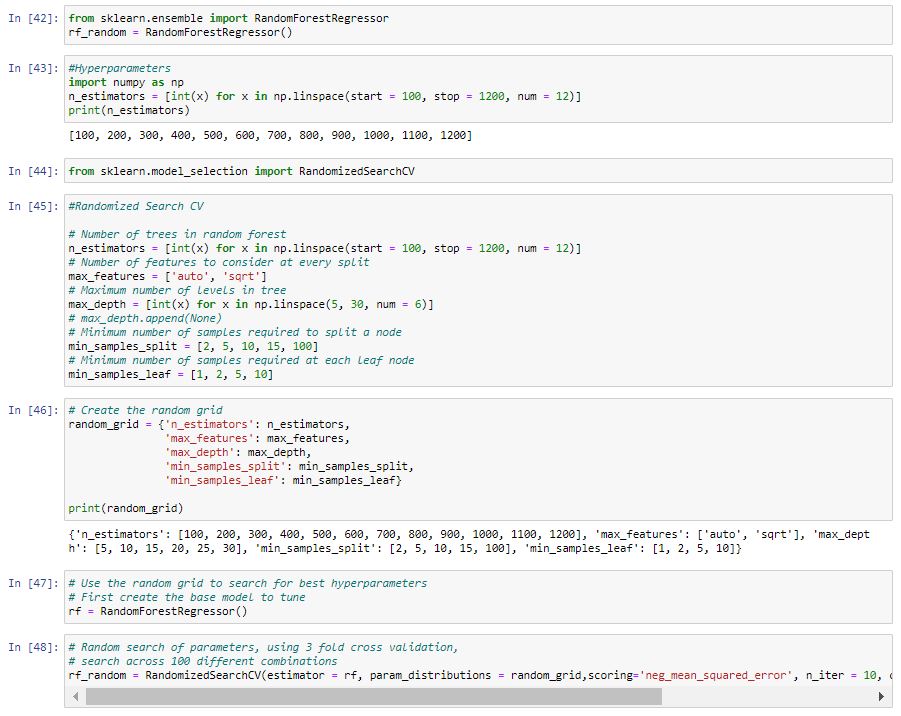 In [42]: from sklearn.ensemble import RandomForestRegressor
rf_random = RandomForestRegressor()
In [43]: #Hyperparameters
import numpy as np
n_estimators = [int(x) for x in np.linspace(start = 100, stop = 1200, num = 12)]
print(n_estimators)
[100, 200, 300, 400, 500, 600, 700, 800, 900, 1000, 1100, 1200]
In [44]: from sklearn.model_selection import RandomizedSearchCV
In [45]: #Randomized Search CV
# Number of trees in random forest
n_estimators = [int(x) for x in np.linspace(start = 100, stop = 1200, num = 12)]
# Number of features to consider at every split
max_features = ['auto', 'sqrt']
# Maximum number of levels in tree
max_depth = [int(x) for x in np.linspace(5, 30, num = 6)]
# max_depth.append(None)
# Minimum number of samples required to split a node
min_samples_split = [2, 5, 10, 15, 100]
# Minimum number of samples required at each leaf node
min_samples_leaf = [1, 2, 5, 10]
In [46]: # Create the random grid
random_grid = {'n_estimators': n_estimators,
'max_features': max_features,
'max_depth': max_depth,
'min_samples_split': min_samples_split,
'min_samples_leaf': min_samples_leaf}
print(random_grid)
{'n_estimators': [100, 200, 300, 400, 500, 600, 700, 800, 900, 1000, 1100, 1200], 'max_features': ['auto', 'sqrt'], 'max_dept
h': [5, 10, 15, 20, 25, 30], 'min_samples_split': [2, 5, 10, 15, 100], 'min_samples_leaf': [1, 2, 5, 10]}
In [47]: # Use the random grid to search for best hyperparameters
# First create the base model to tune
rf = RandomForestRegressor()
In [48]: # Random search of parameters, using 3 fold cross validation,
# search across 100 different combinations
rf_random = RandomizedSearchCV(estimator = rf, param_distributions = random_grid,scoring='neg_mean_squared_error', n_iter = 10,